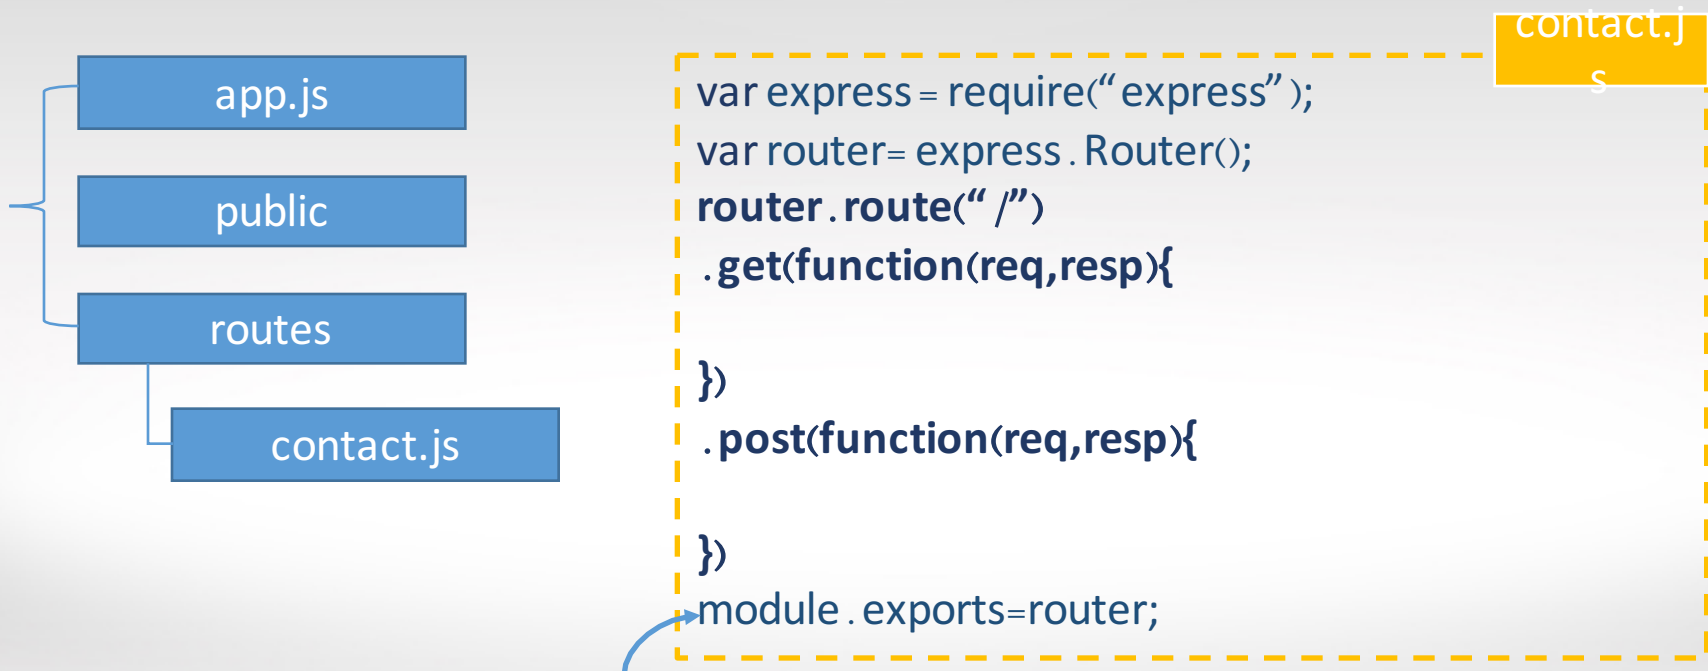 app.js
public
routes
contact.js
contact.j
s
var express = require(“express”);
var router= express.Router();
router.route(“/”)
.get(function(req,resp){
})
.post(function(req,resp){
})
module.exports=router;